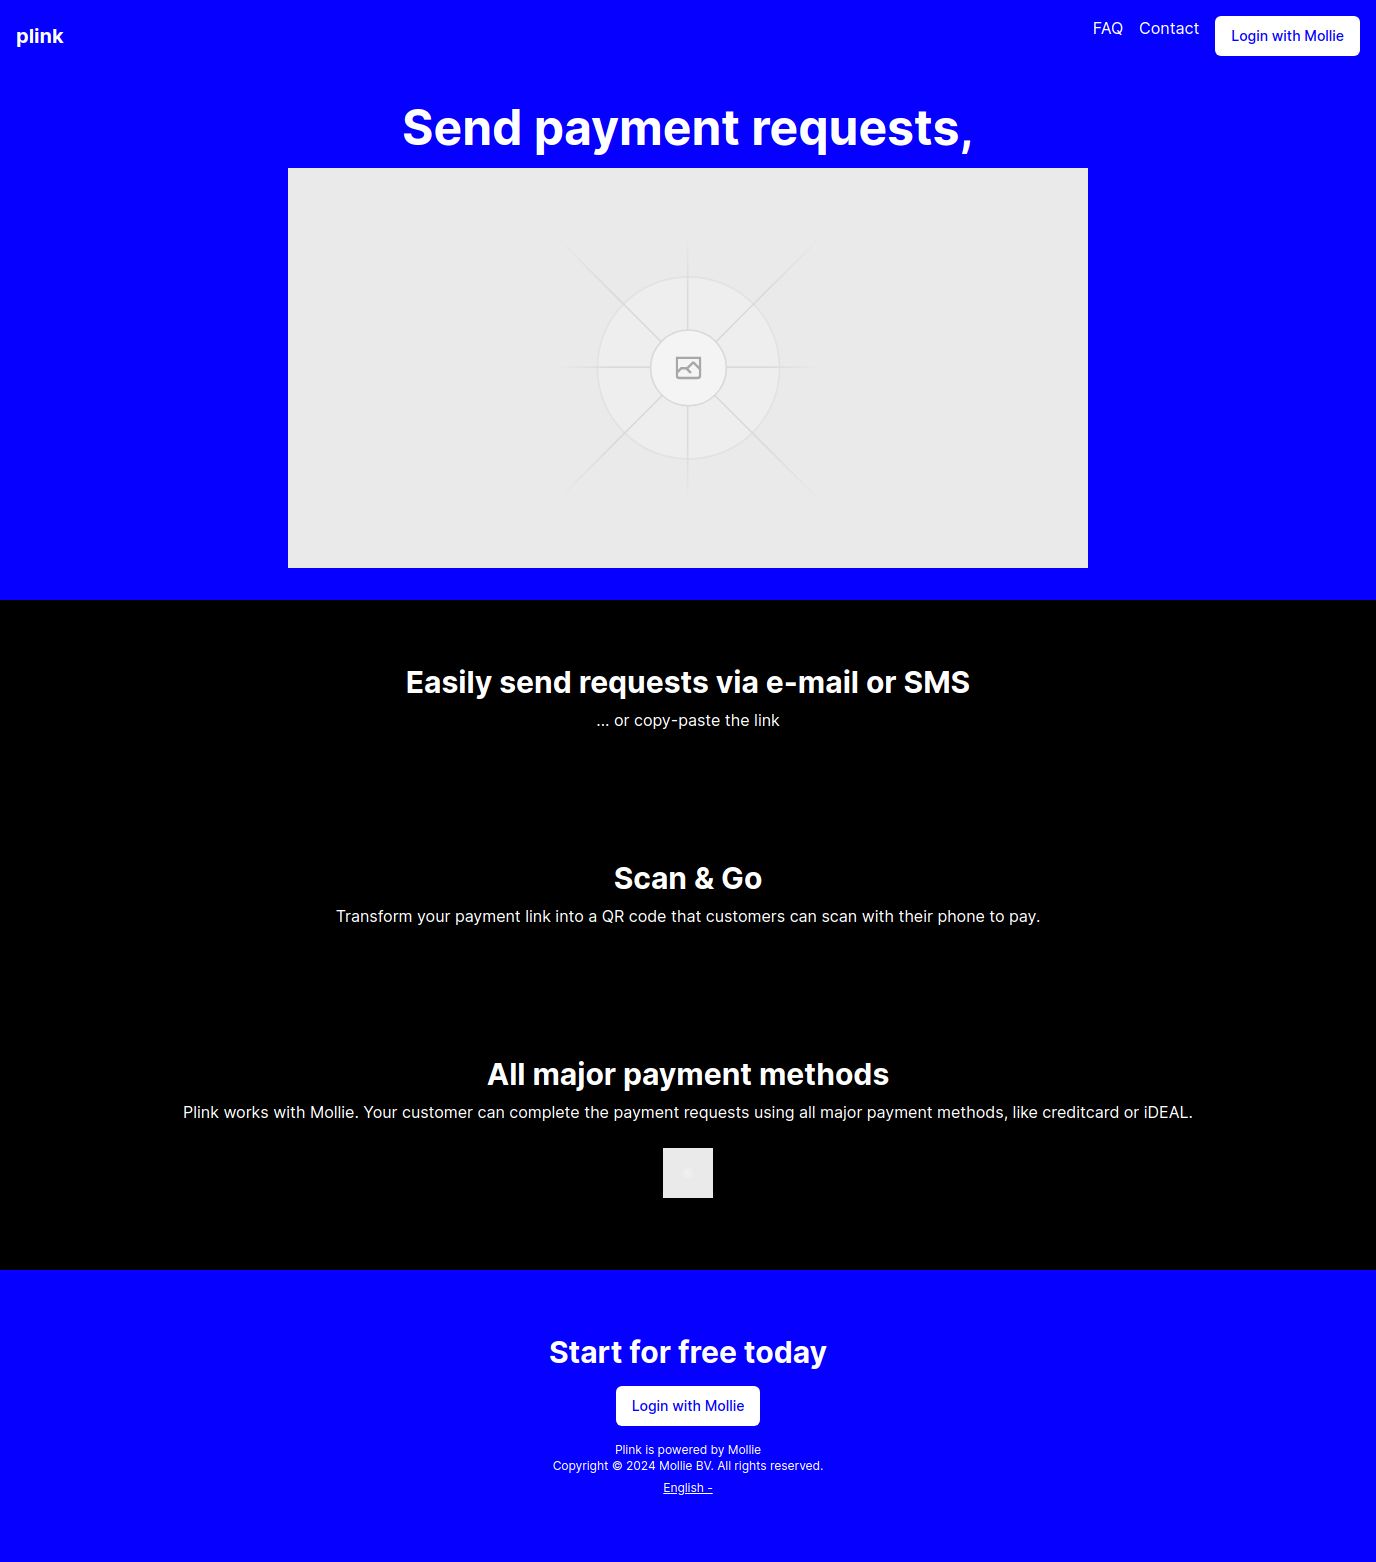 plink
FAQ
Contact
Login with Mollie
Send payment requests,
Easily send requests via e-mail or SMS
... or copy-paste the link
Scan & Go
Transform your payment link into a QR code that customers can scan with their phone to pay.
All major payment methods
Plink works with Mollie. Your customer can complete the payment requests using all major payment methods, like creditcard or iDEAL.
Start for free today
Login with Mollie
Plink is powered by Mollie
Copyright © 2024 Mollie BV. All rights reserved.
English -